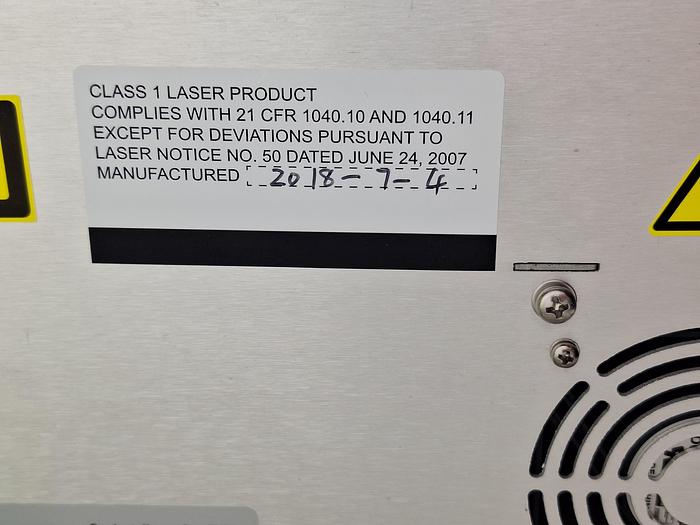 CLASS 1 LASER PRODUCT
COMPLIES WITH 21 CFR 1040.10 AND 1040.11
EXCEPT FOR DEVIATIONS PURSUANT TO
LASER NOTICE NO. 50 DATED JUNE 24, 2007
MANUFACTURED 2018-7-4